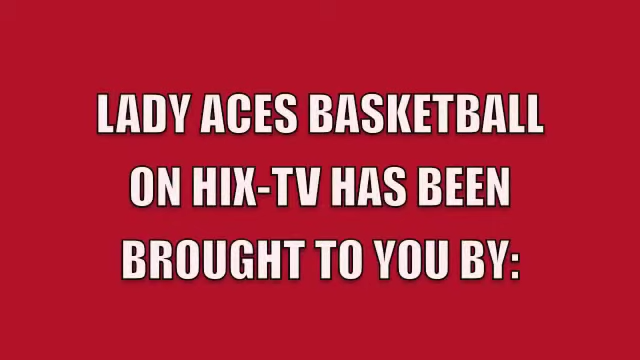 LADY ACES BASKETBALL
ON HIX-TV HAS BEEN
BROUGHT TO YOU BY: